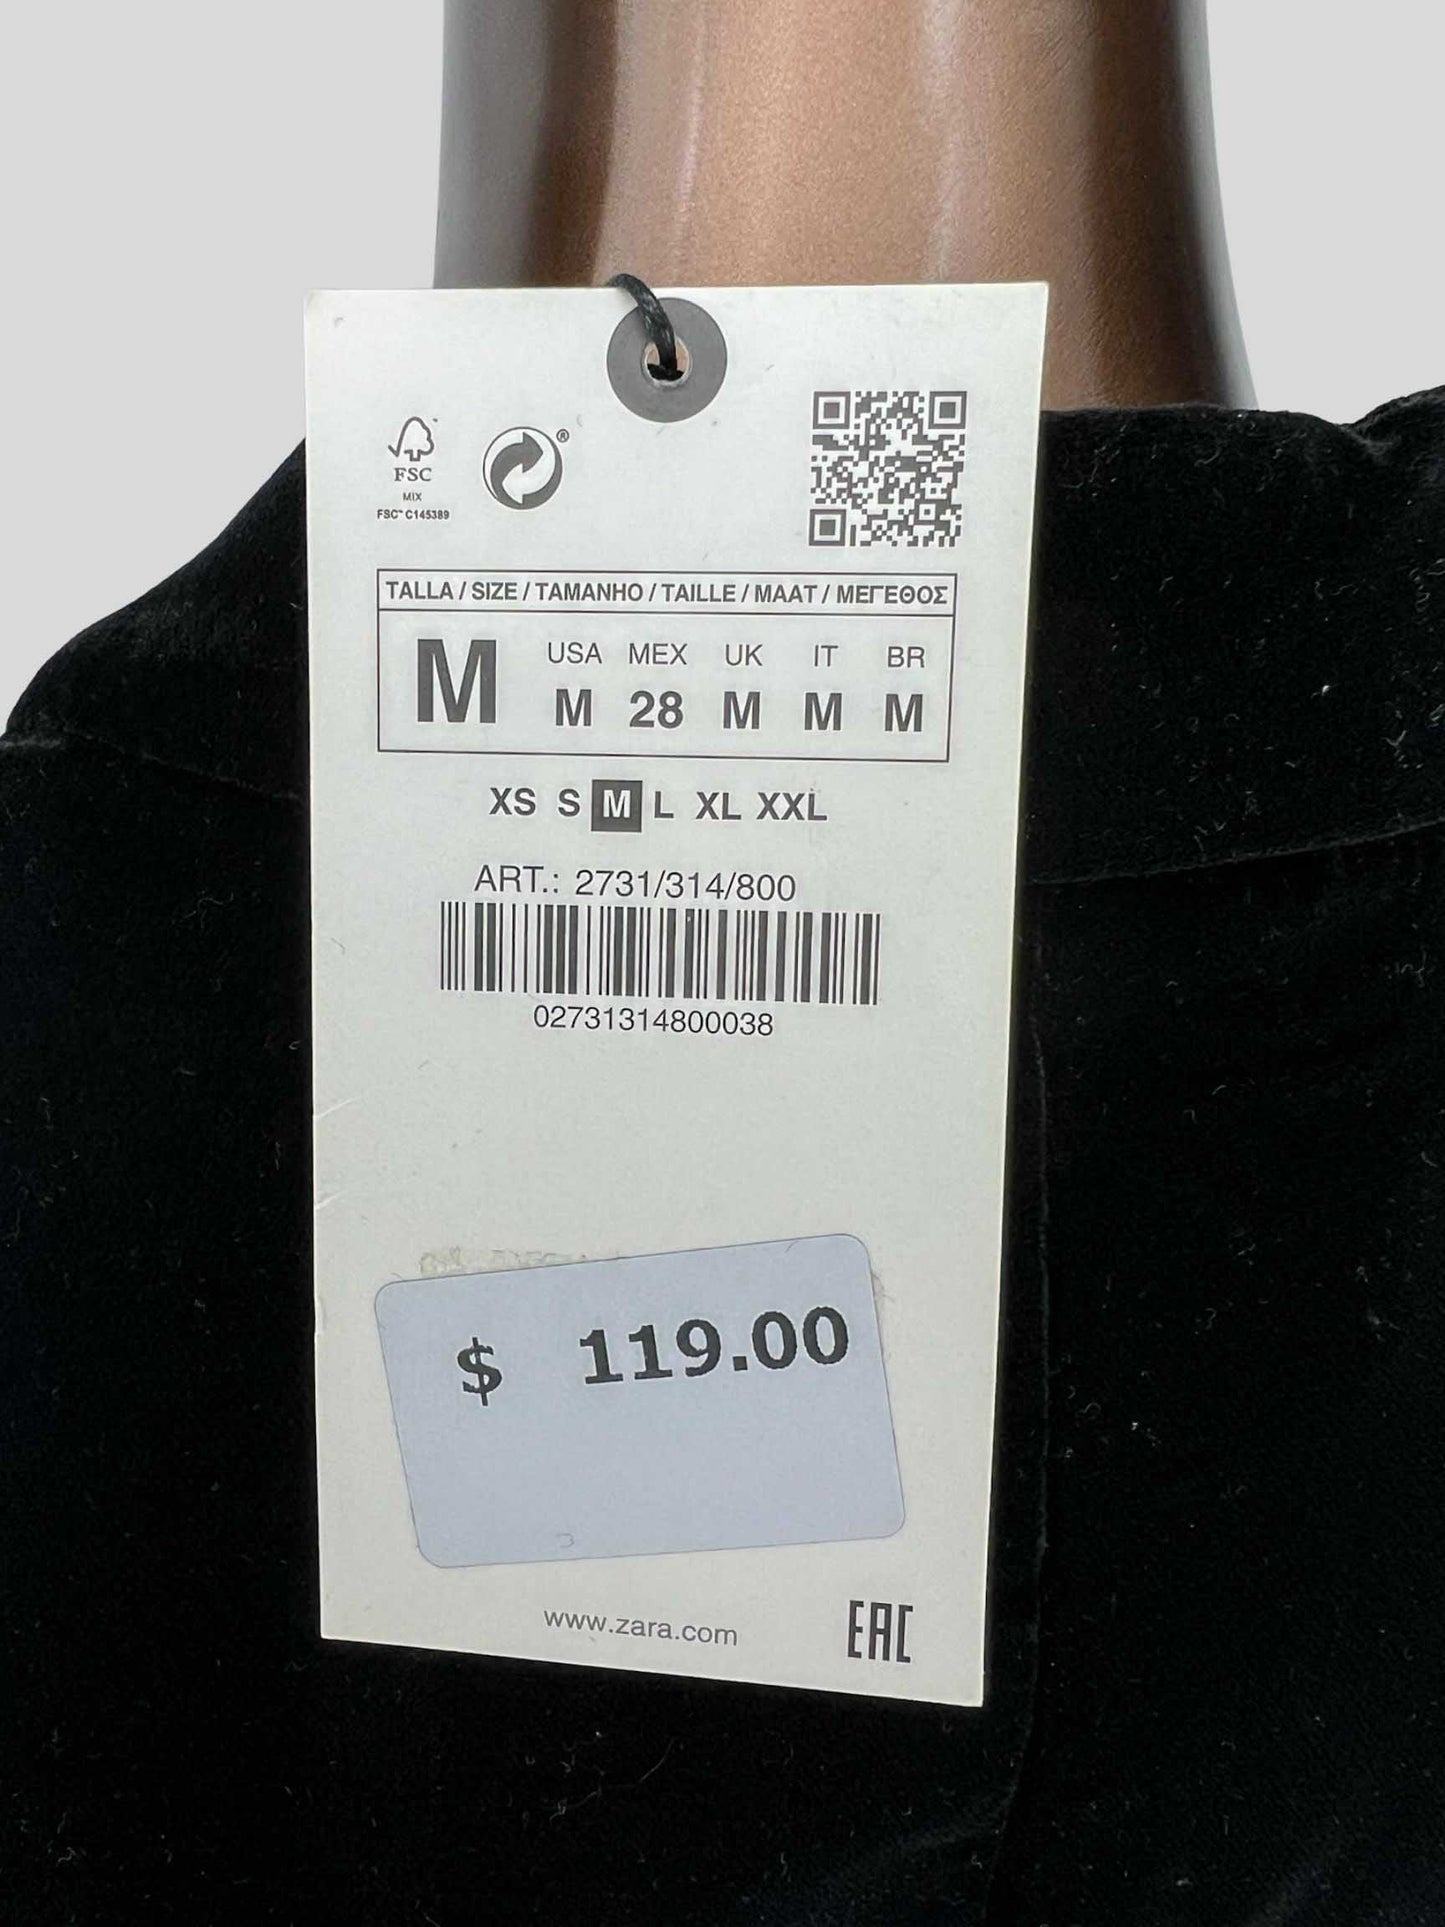 FSC
MIX
FSC™ C145389
®
TALLA / SIZE / TAMANHO / TAILLE / MAAT / ΜΕΓΕΘΟΣ
M
USA MEX UK IT BR
M 28 M M M
XS S M L XL XXL
ART.: 2731/314/800
02731314800038
$ 119.00
www.zara.com
EAC